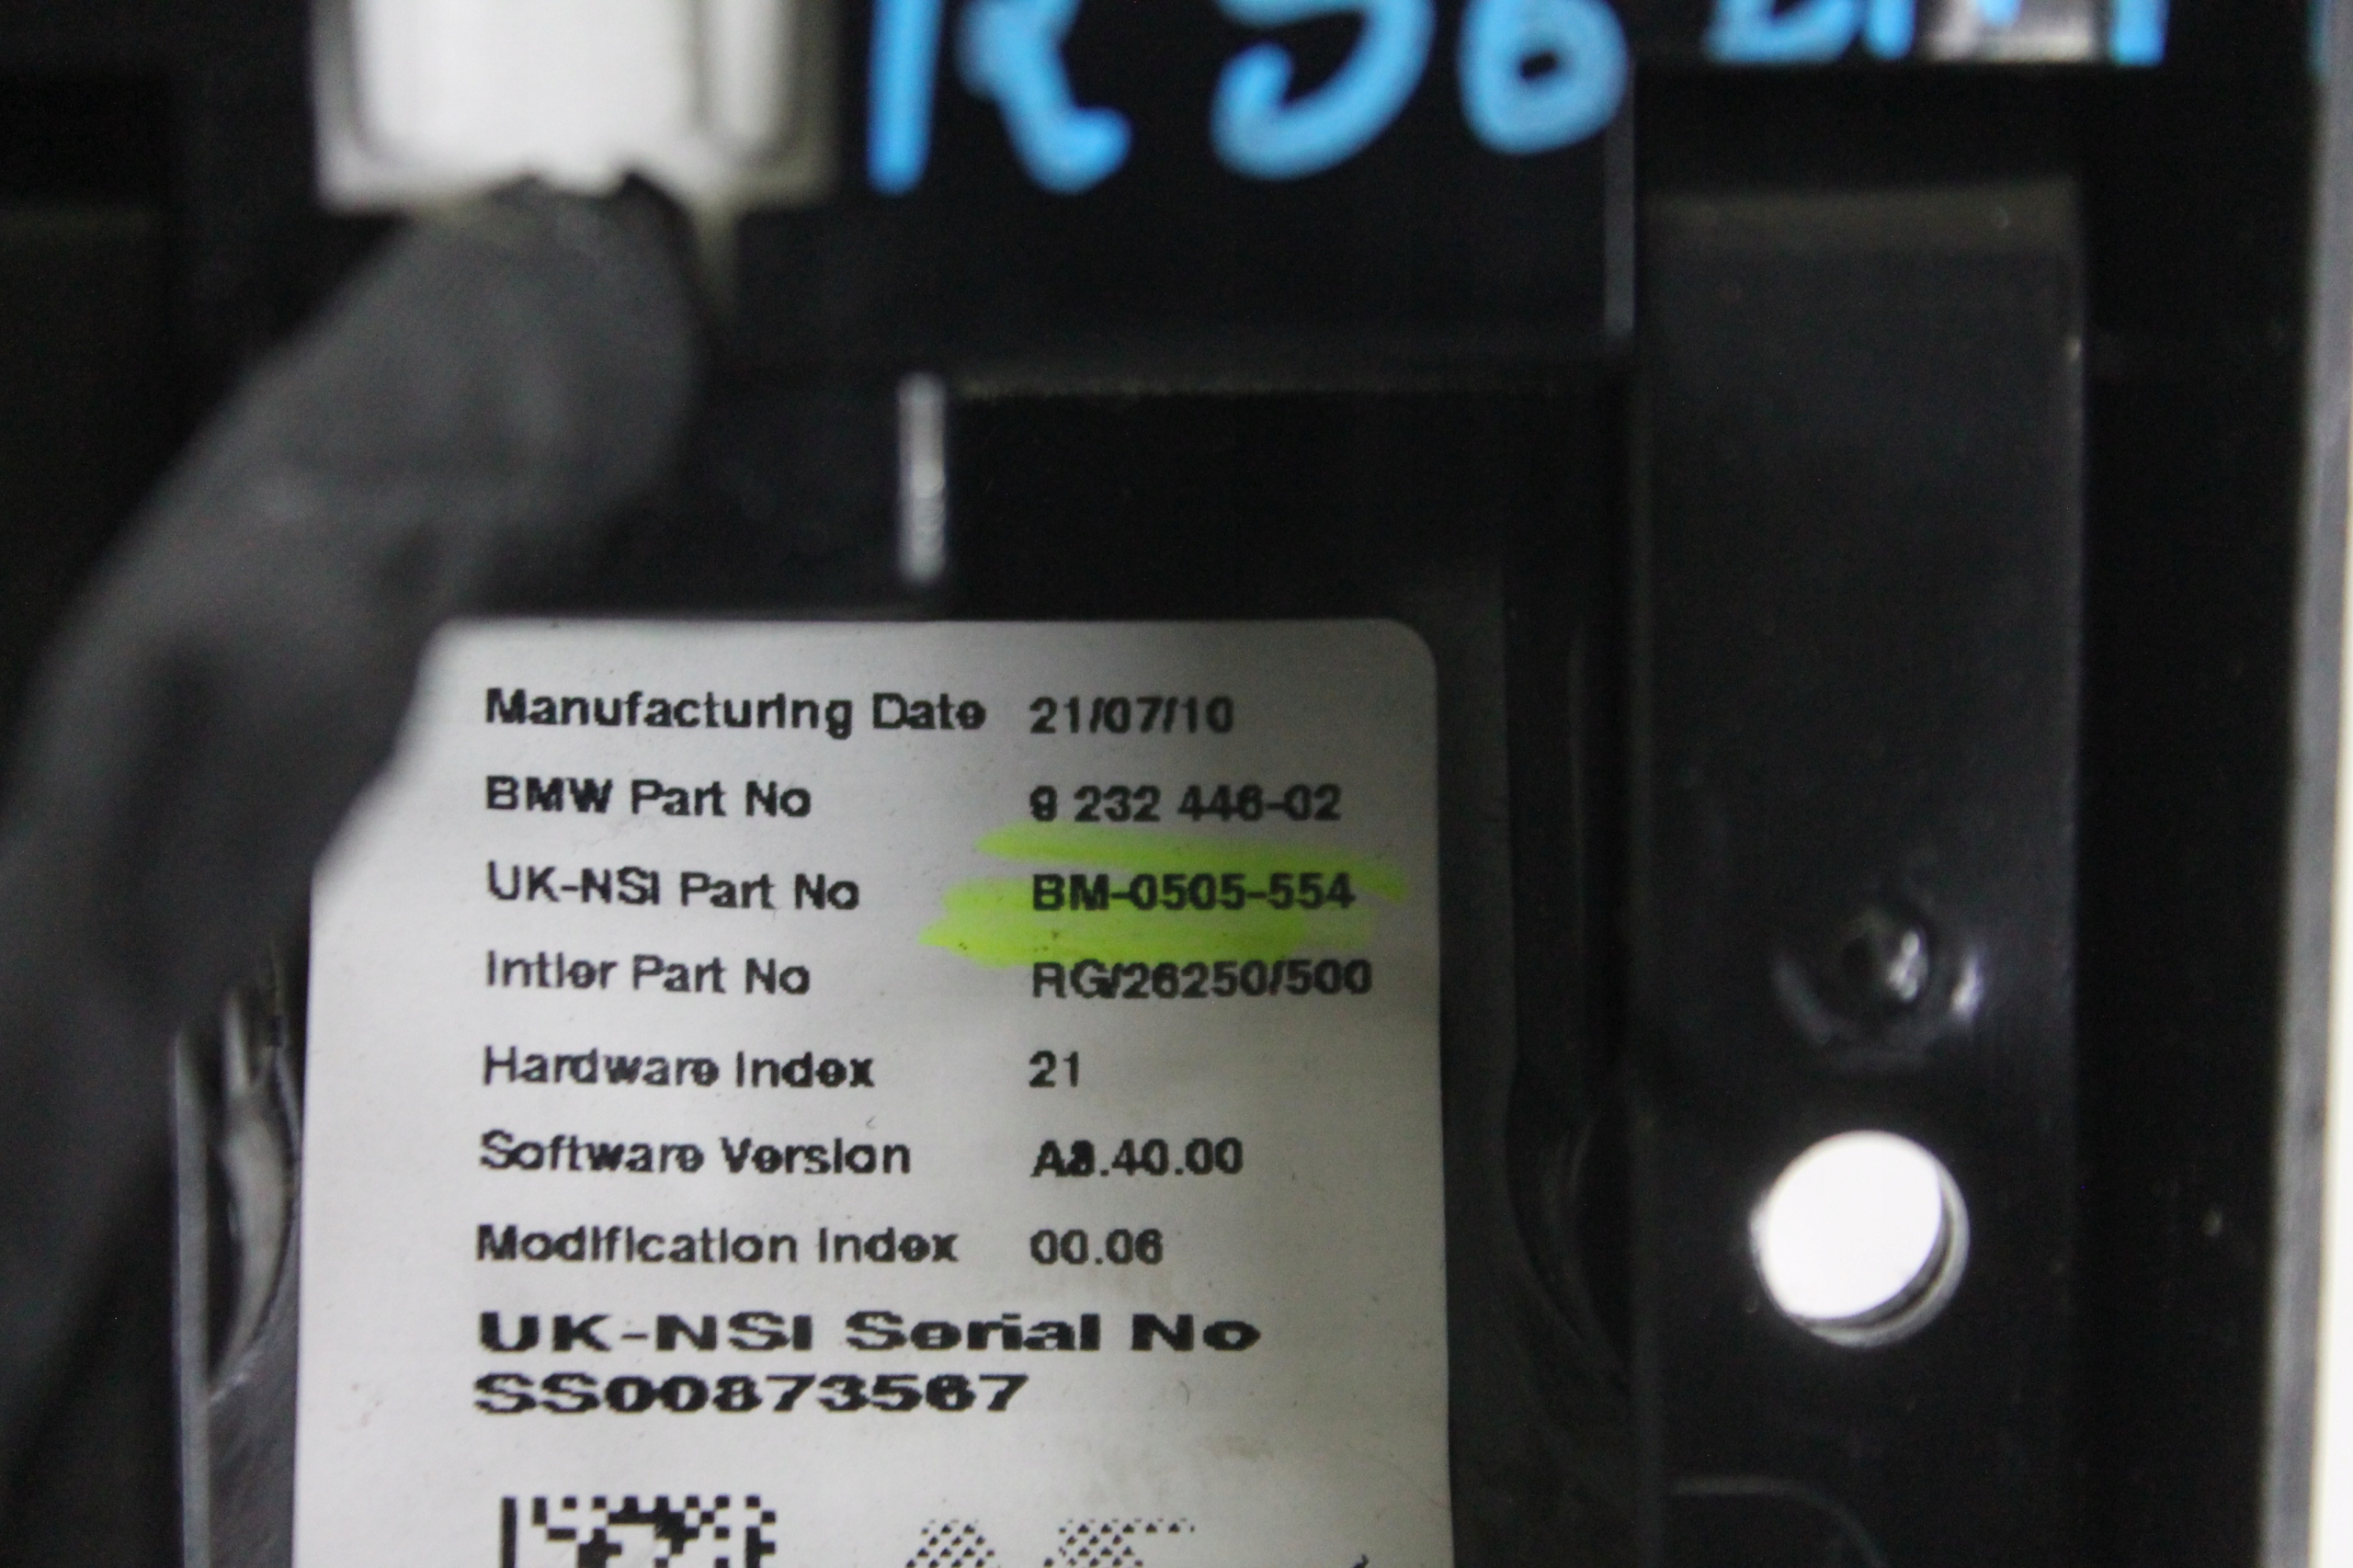 R56
Manufacturing Date 21/07/10
BMW Part No 9 232 446-02
UK-NSI Part No BM-0505-554
Intier Part No RG/26250/500
Hardware Index 21
Software Version A8.40.00
Modification Index 00.06
UK-NSI Serial No
SS00873567